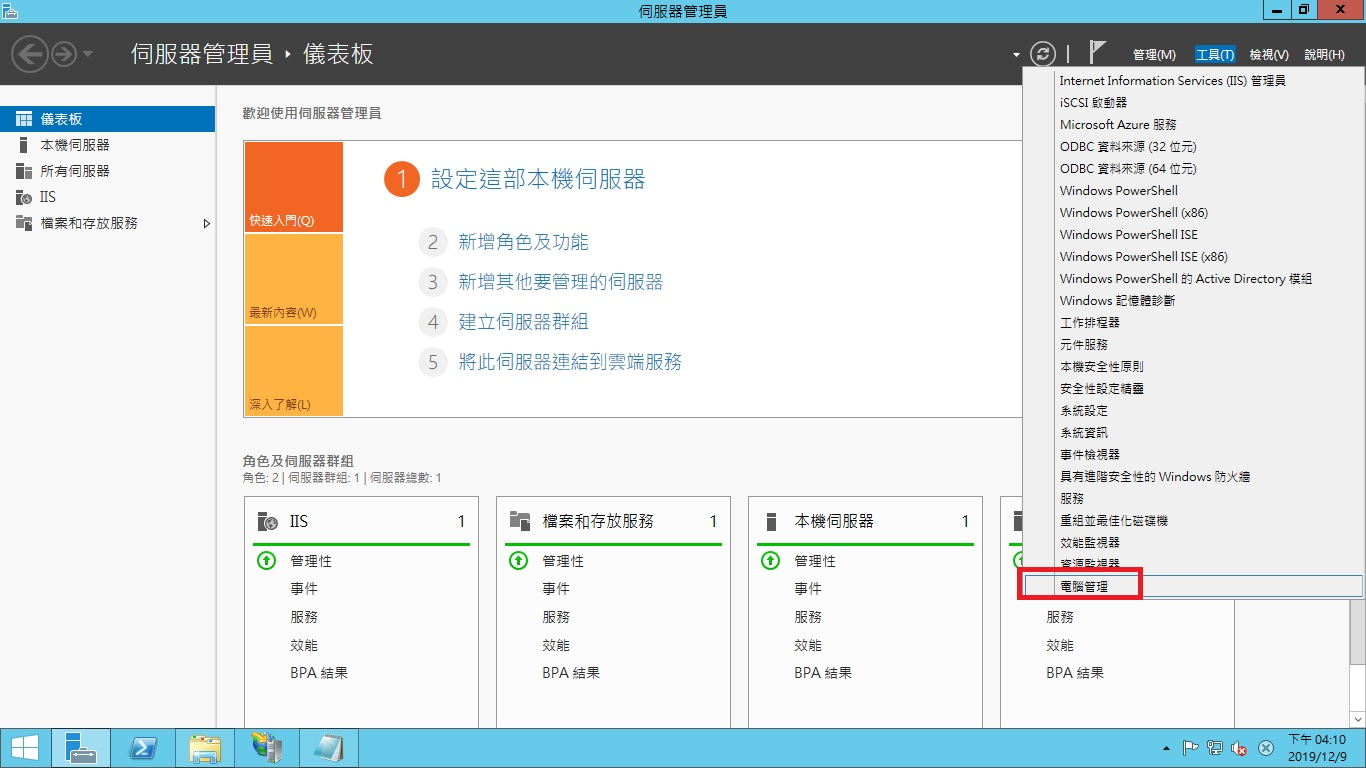 伺服器管理員
伺服器管理員 ‣ 儀表板
管理(M) 工具(T) 檢視(V) 說明(H)
儀表板
本機伺服器
所有伺服器
IIS
檔案和存放服務
歡迎使用伺服器管理員
快速入門(Q)
最新內容(W)
深入了解(L)
1 設定這部本機伺服器
2 新增角色及功能
3 新增其他要管理的伺服器
4 建立伺服器群組
5 將此伺服器連結到雲端服務
角色及伺服器群組
角色: 2 | 伺服器群組: 1 | 伺服器總數: 1
IIS 1
管理性
事件
服務
效能
BPA 結果
檔案和存放服務 1
管理性
事件
服務
效能
BPA 結果
本機伺服器 1
管理性
事件
服務
效能
BPA 結果
服務
效能
BPA 結果
Internet Information Services (IIS) 管理員
iSCSI 啟動器
Microsoft Azure 服務
ODBC 資料來源 (32 位元)
ODBC 資料來源 (64 位元)
Windows PowerShell
Windows PowerShell (x86)
Windows PowerShell ISE
Windows PowerShell ISE (x86)
Windows PowerShell 的 Active Directory 模組
Windows 記憶體診斷
工作排程器
元件服務
本機安全性原則
安全性設定精靈
系統設定
系統資訊
事件檢視器
具有進階安全性的 Windows 防火牆
服務
重組並最佳化磁碟機
效能監視器
資源監視器
電腦管理
下午 04:10
2019/12/9